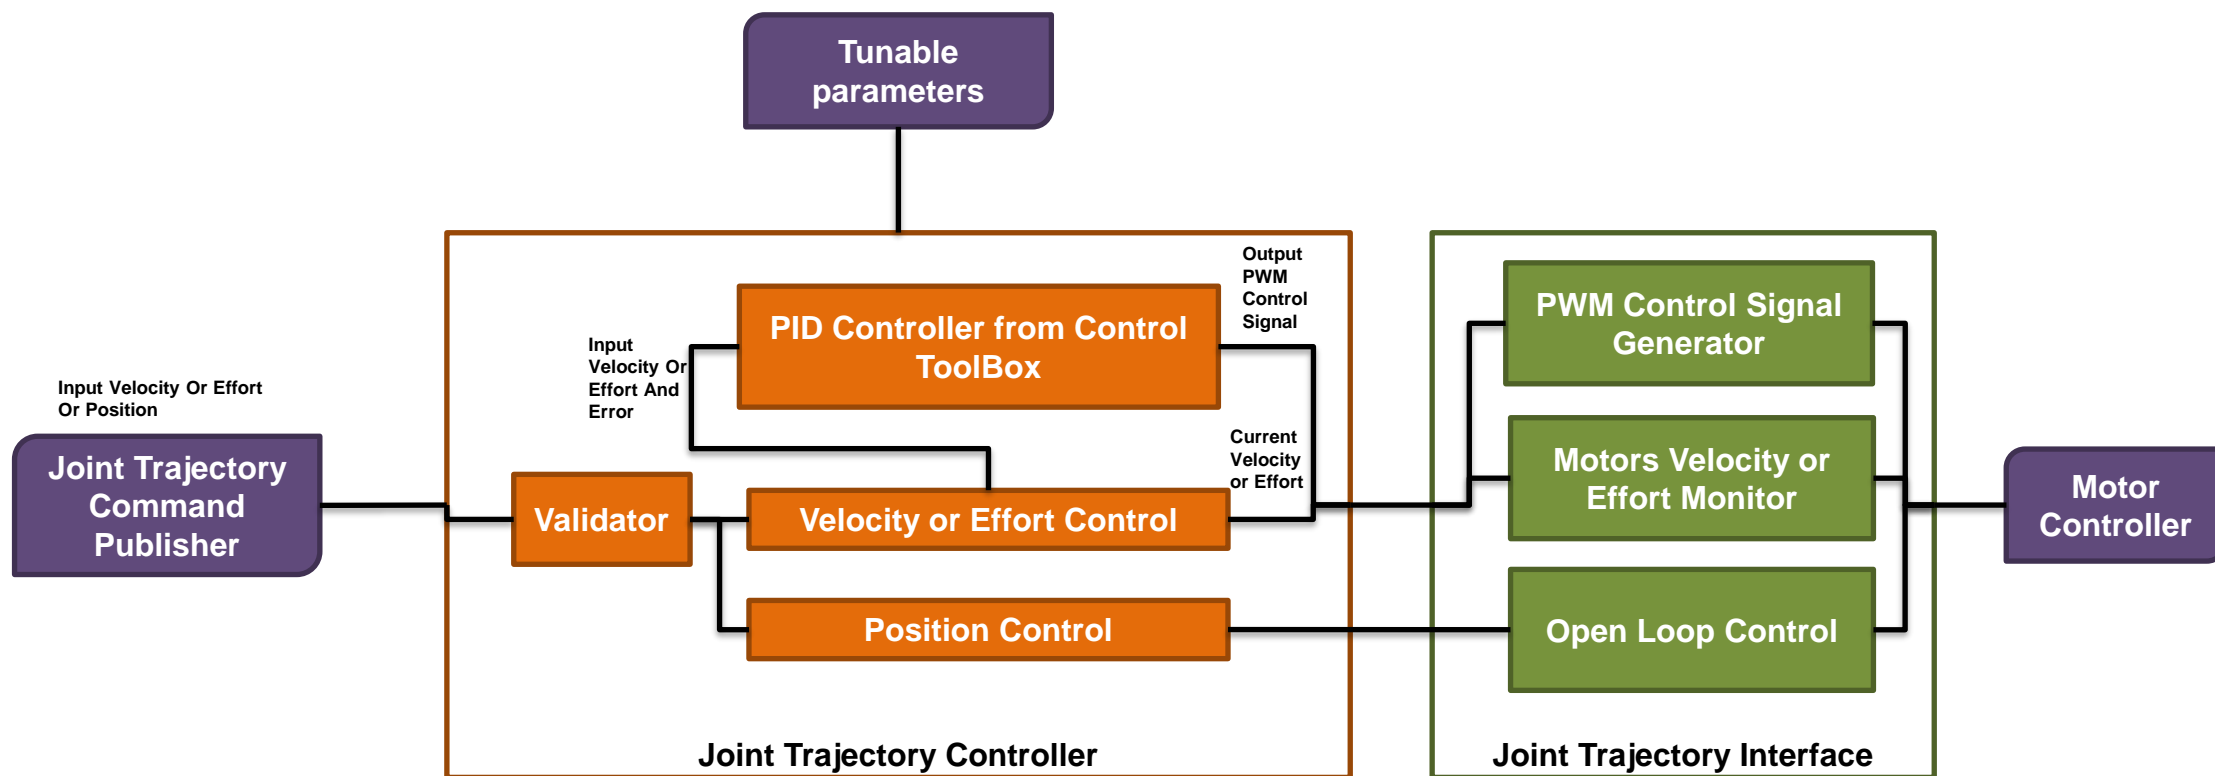 Tunable
parameters
Output
PWM
Control
Signal
PID Controller from Control
ToolBox
Input
Velocity Or
Effort And
Error
PWM Control Signal
Generator
Input Velocity Or Effort
Or Position
Joint Trajectory
Command
Publisher
Validator
Velocity or Effort Control
Current
Velocity
or Effort
Motors Velocity or
Effort Monitor
Motor
Controller
Position Control
Open Loop Control
Joint Trajectory Controller
Joint Trajectory Interface